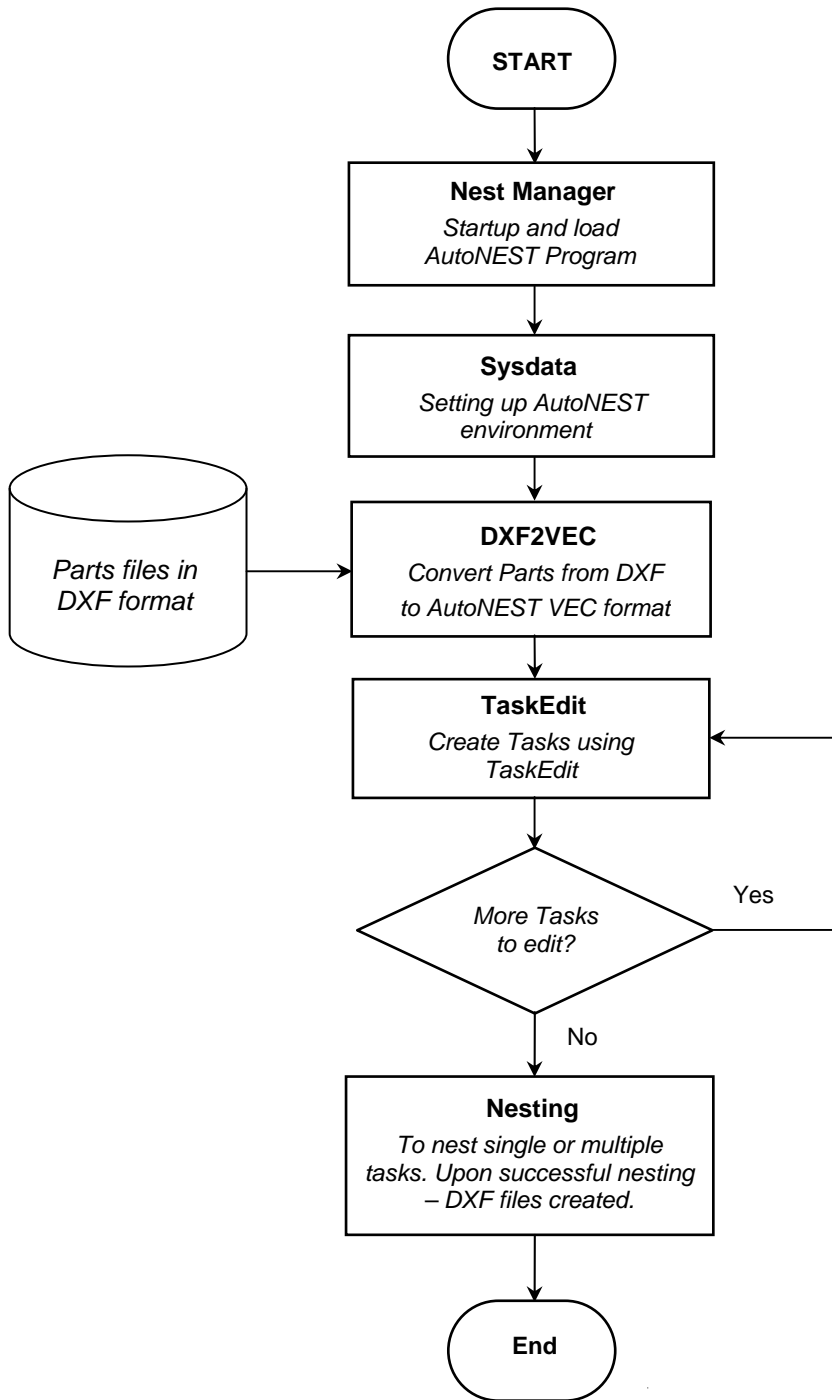 START
Nest Manager
Startup and load
AutoNEST Program
Sysdata
Setting up AutoNEST
environment
Parts files in
DXF format
DXF2VEC
Convert Parts from DXF
to AutoNEST VEC format
TaskEdit
Create Tasks using
TaskEdit
More Tasks
to edit?
Yes
No
Nesting
To nest single or multiple
tasks. Upon successful nesting
– DXF files created.
End